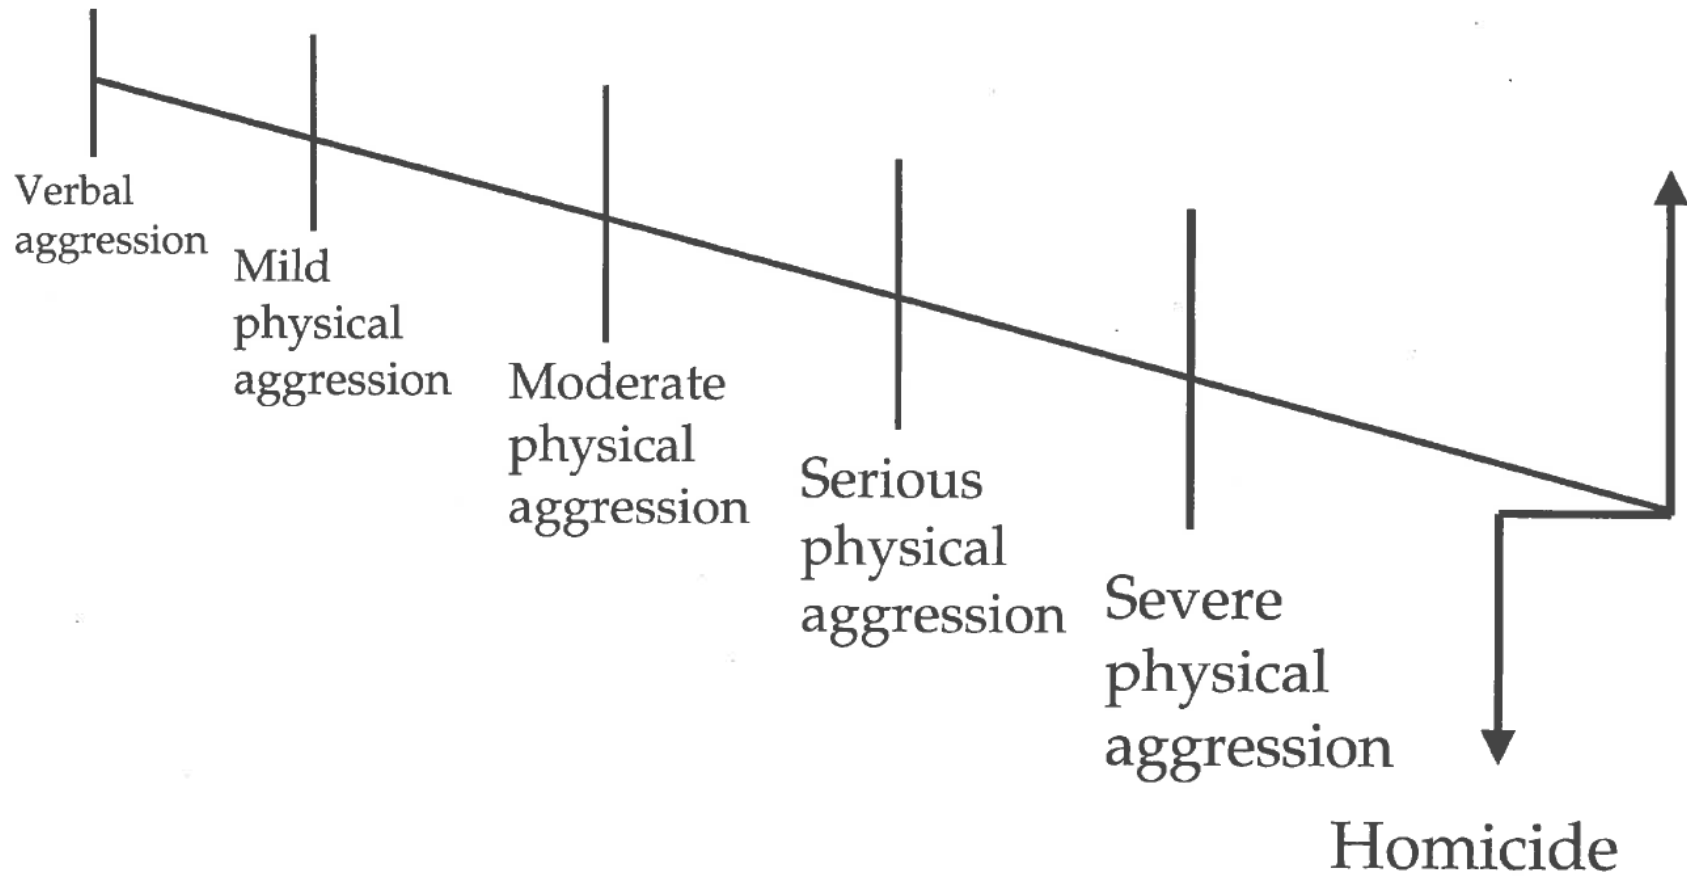 Verbal
aggression
Mild
physical
aggression
Moderate
physical
aggression
Serious
physical
aggression
Severe
physical
aggression
Homicide